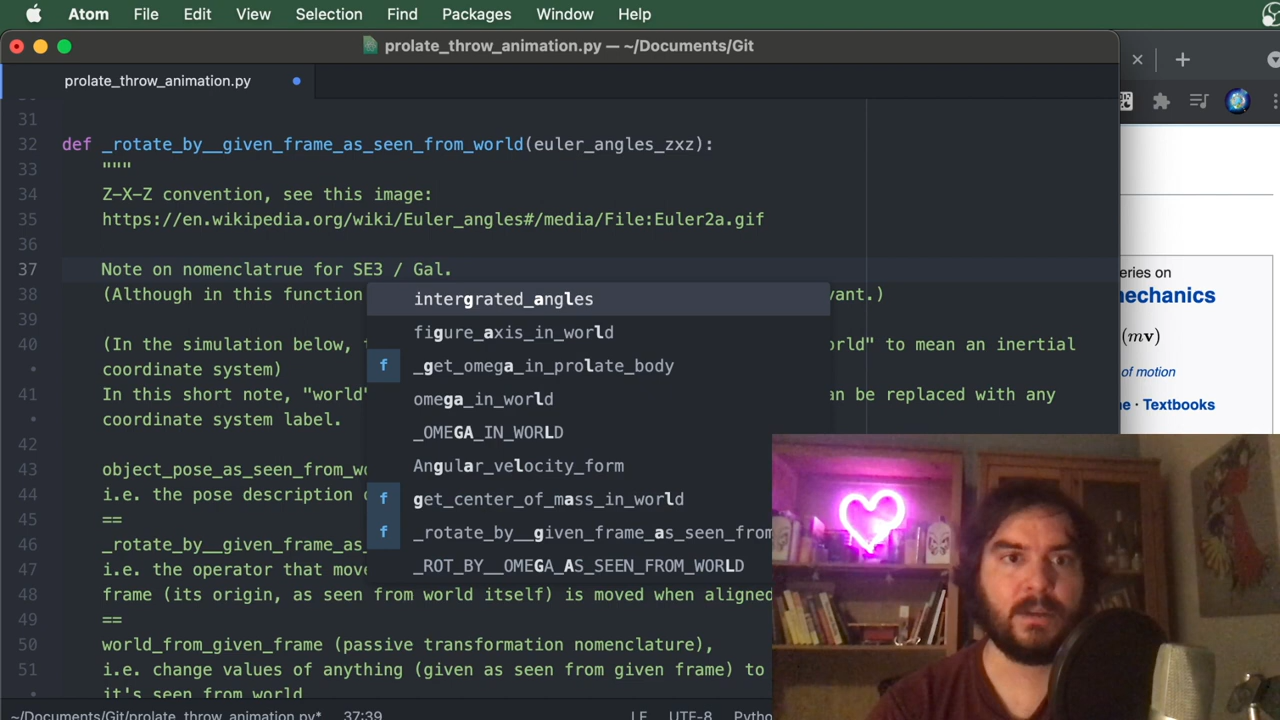 Atom File Edit View Selection Find Packages Window Help
prolate_throw_animation.py — ~/Documents/Git
prolate_throw_animation.py
31
32 def _rotate_by__given_frame_as_seen_from_world(euler_angles_zxz):
33 """
34 Z-X-Z convention, see this image:
35 https://en.wikipedia.org/wiki/Euler_angles#/media/File:Euler2a.gif
36
37 Note on nomenclatrue for SE3 / Gal.
38 (Although in this function vant.)
39
40 (In the simulation below, orld" to mean an inertial
coordinate system)
41 In this short note, "world" an be replaced with any
coordinate system label.
42
43 object_pose_as_seen_from_wo
44 i.e. the pose description
45 ==
46 _rotate_by__given_frame_as_
47 i.e. the operator that move
48 frame (its origin, as seen from world itself) is moved when aligned
49 ==
50 world_from_given_frame (passive transformation nomenclature),
51 i.e. change values of anything (given as seen from given frame) to
it's seen from world
intergrated_angles
figure_axis_in_world
f _get_omega_in_prolate_body
omega_in_world
_OMEGA_IN_WORLD
Angular_velocity_form
f get_center_of_mass_in_world
f _rotate_by__given_frame_as_seen_from
_ROT_BY__OMEGA_AS_SEEN_FROM_WORLD
~/Documents/Git/prolate_throw_animation.py* 37:39 LF UTF-8 Python
eries on
echanics
(mv)
of motion
Textbooks